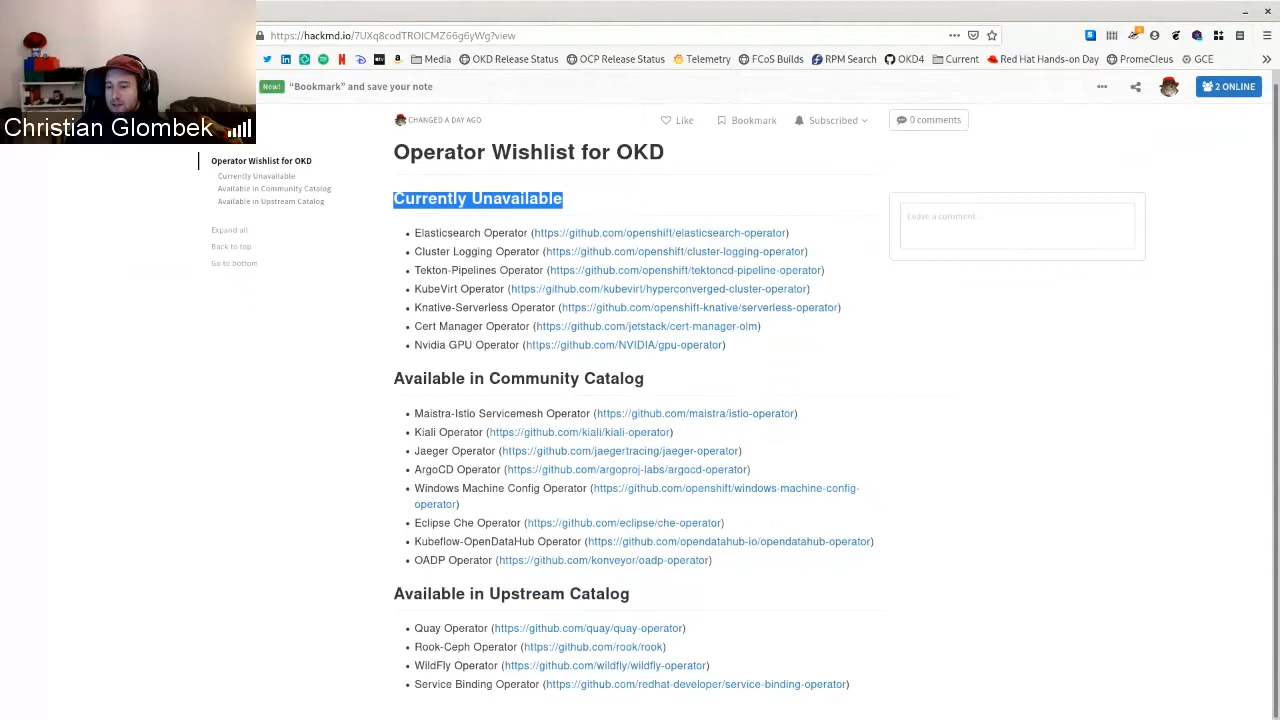 https://hackmd.io/7UXq8codTROICMZ66g6yWg?view
Media OKD Release Status OCP Release Status Telemetry FCoS Builds RPM Search OKD4 Current Red Hat Hands-on Day PromeCleus GCE
New! “Bookmark” and save your note
2 ONLINE
Christian Glombek
CHANGED A DAY AGO Like Bookmark Subscribed 0 comments
Operator Wishlist for OKD
Currently Unavailable
Available in Community Catalog
Available in Upstream Catalog
Expand all
Back to top
Go to bottom
Operator Wishlist for OKD
Currently Unavailable
Elasticsearch Operator (https://github.com/openshift/elasticsearch-operator)
Cluster Logging Operator (https://github.com/openshift/cluster-logging-operator)
Tekton-Pipelines Operator (https://github.com/openshift/tektoncd-pipeline-operator)
KubeVirt Operator (https://github.com/kubevirt/hyperconverged-cluster-operator)
Knative-Serverless Operator (https://github.com/openshift-knative/serverless-operator)
Cert Manager Operator (https://github.com/jetstack/cert-manager-olm)
Nvidia GPU Operator (https://github.com/NVIDIA/gpu-operator)
Available in Community Catalog
Maistra-Istio Servicemesh Operator (https://github.com/maistra/istio-operator)
Kiali Operator (https://github.com/kiali/kiali-operator)
Jaeger Operator (https://github.com/jaegertracing/jaeger-operator)
ArgoCD Operator (https://github.com/argoproj-labs/argocd-operator)
Windows Machine Config Operator (https://github.com/openshift/windows-machine-config-
operator)
Eclipse Che Operator (https://github.com/eclipse/che-operator)
Kubeflow-OpenDataHub Operator (https://github.com/opendatahub-io/opendatahub-operator)
OADP Operator (https://github.com/konveyor/oadp-operator)
Available in Upstream Catalog
Quay Operator (https://github.com/quay/quay-operator)
Rook-Ceph Operator (https://github.com/rook/rook)
WildFly Operator (https://github.com/wildfly/wildfly-operator)
Service Binding Operator (https://github.com/redhat-developer/service-binding-operator)
Leave a comment...